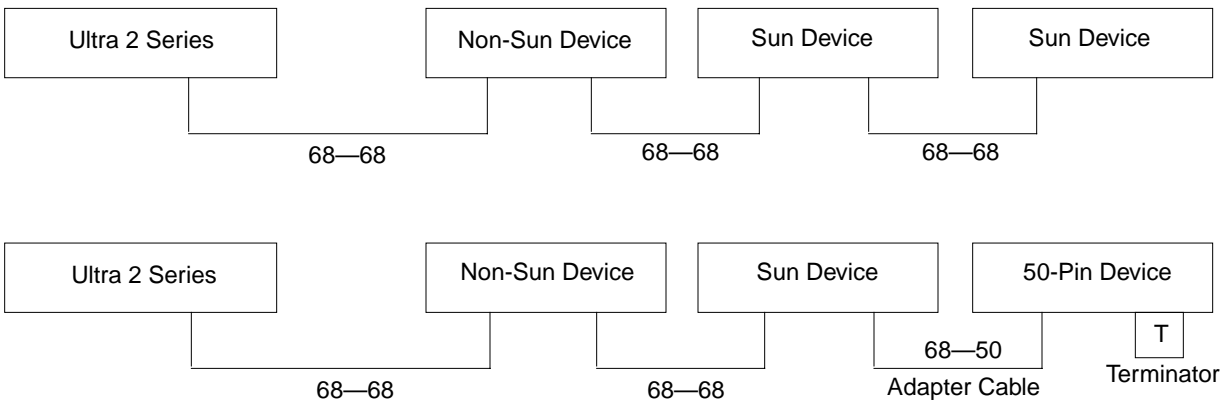 Ultra 2 Series
Non-Sun Device
Sun Device
Sun Device
68—68
68—68
68—68
Ultra 2 Series
Non-Sun Device
Sun Device
50-Pin Device
T
Terminator
68—68
68—68
68—50
Adapter Cable